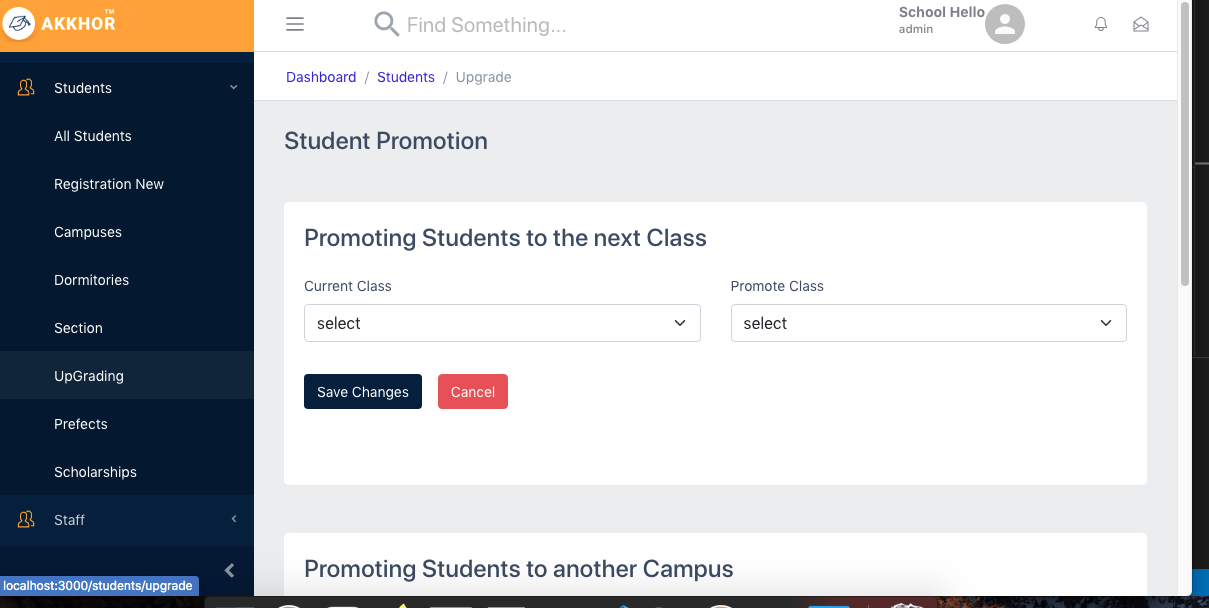 AKKHOR™
Find Something...
School Hello
admin
Dashboard / Students / Upgrade
Students
All Students
Registration New
Campuses
Dormitories
Section
UpGrading
Prefects
Scholarships
Staff
localhost:3000/students/upgrade
Student Promotion
Promoting Students to the next Class
Current Class Promote Class
select select
Save Changes Cancel
Promoting Students to another Campus